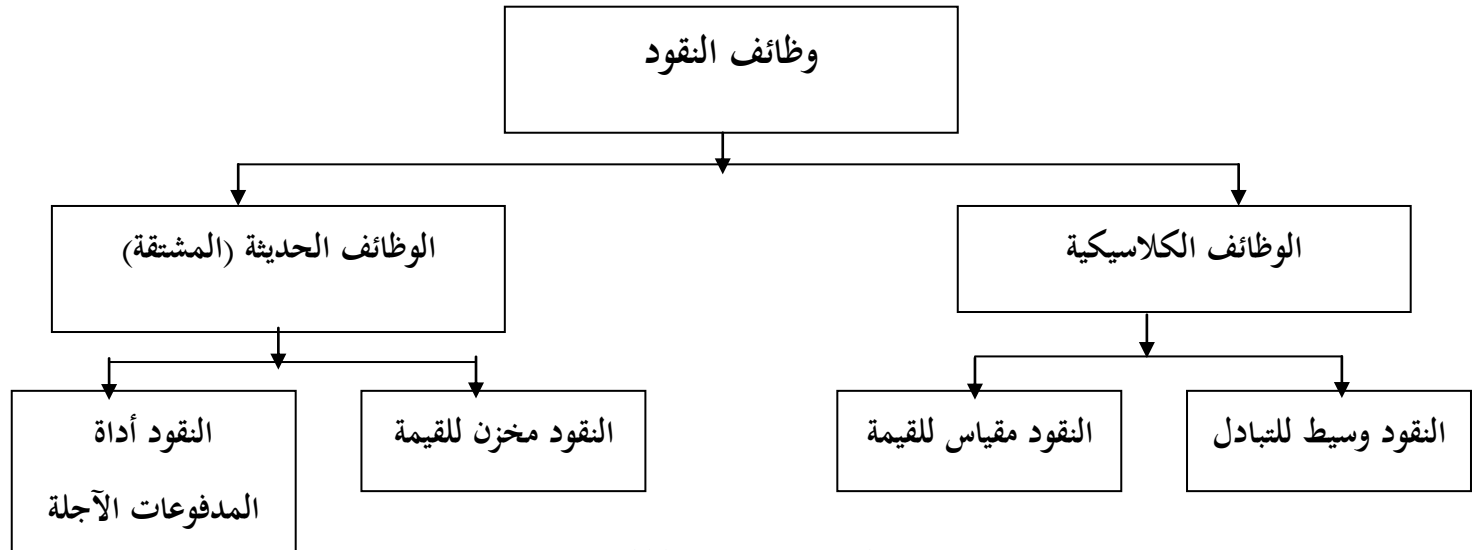 وظائف النقود
الوظائف الكلاسيكية
الوظائف الحديثة (المشتقة)
النقود وسيط للتبادل
النقود مقياس للقيمة
النقود مخزن للقيمة
النقود أداة
المدفوعات الآجلة